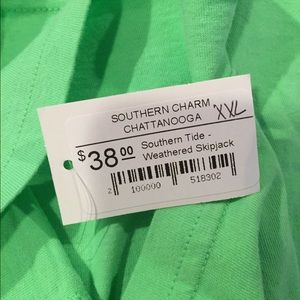 SOUTHERN CHARM
CHATTANOOGA XXL
$38.00 Southern Tide -
Weathered Skipjack
2 100000 518302